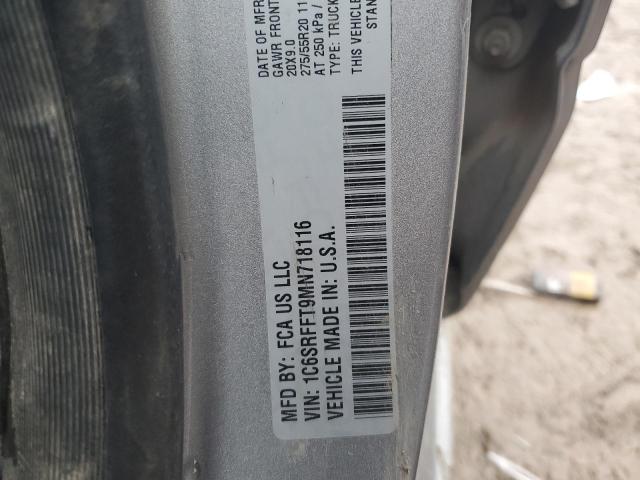 MFD BY: FCA US LLC
DATE OF MFR
GAWR FRONT
20X9.0
275/55R20 11
AT 250 kPa /
VIN: 1C6SRFFT9MN718116
TYPE: TRUCK
VEHICLE MADE IN: U.S.A.
THIS VEHICLE
STAN